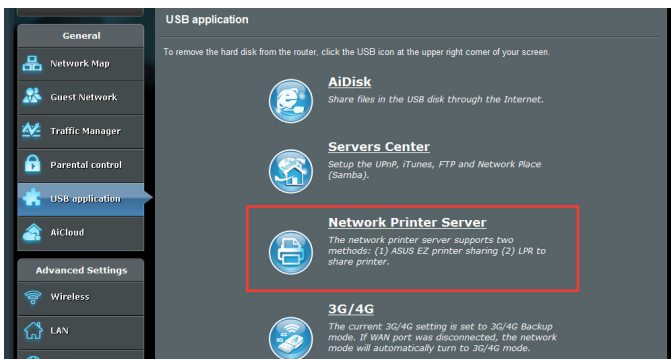 USB application
General
To remove the hard disk from the router, click the USB icon at the upper right corner of your screen.
Network Map
AiDisk
Share files in the USB disk through the Internet.
Guest Network
Traffic Manager
Servers Center
Setup the UPnP, iTunes, FTP and Network Place
(Samba).
Parental control
USB application
Network Printer Server
The network printer server supports two
methods: (1) ASUS EZ printer sharing (2) LPR to
share printer.
AiCloud
Advanced Settings
Wireless
3G/4G
The current 3G/4G setting is set to 3G/4G Backup
mode. If WAN port was disconnected, the network
mode will automatically turn to 3G/4G mode.
LAN
3G
4G